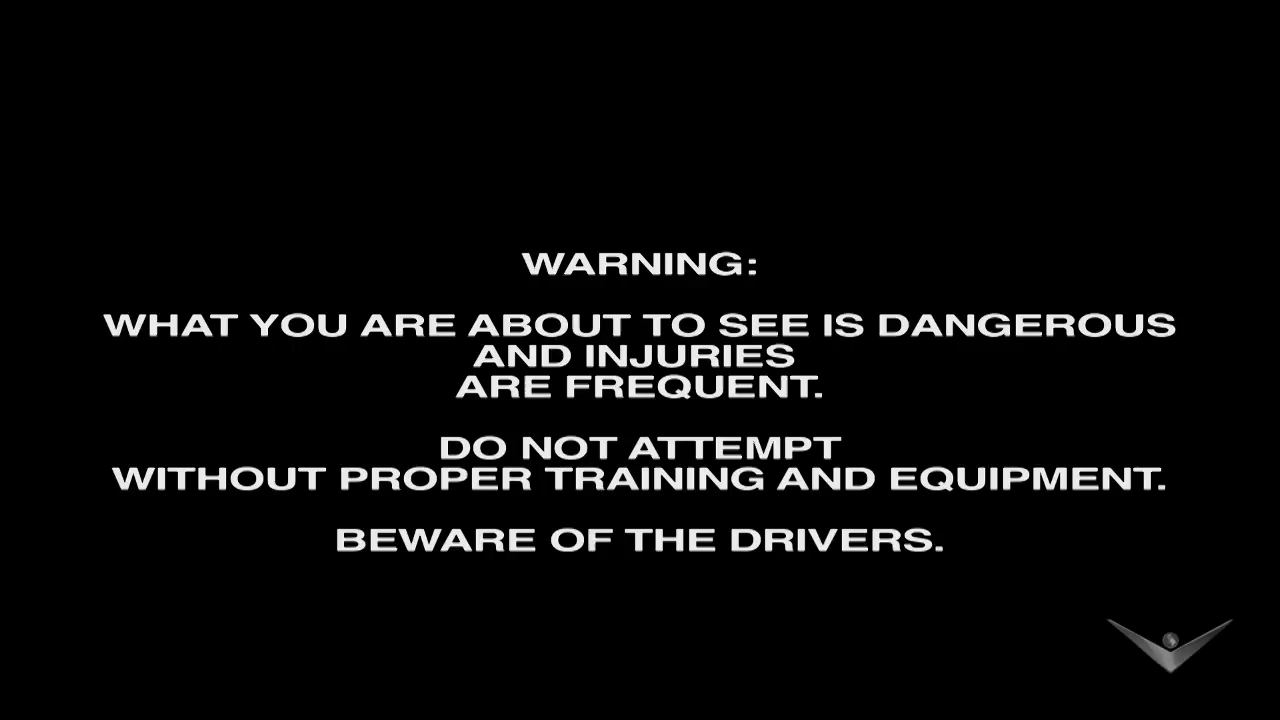 WARNING:
WHAT YOU ARE ABOUT TO SEE IS DANGEROUS
AND INJURIES
ARE FREQUENT.
DO NOT ATTEMPT
WITHOUT PROPER TRAINING AND EQUIPMENT.
BEWARE OF THE DRIVERS.